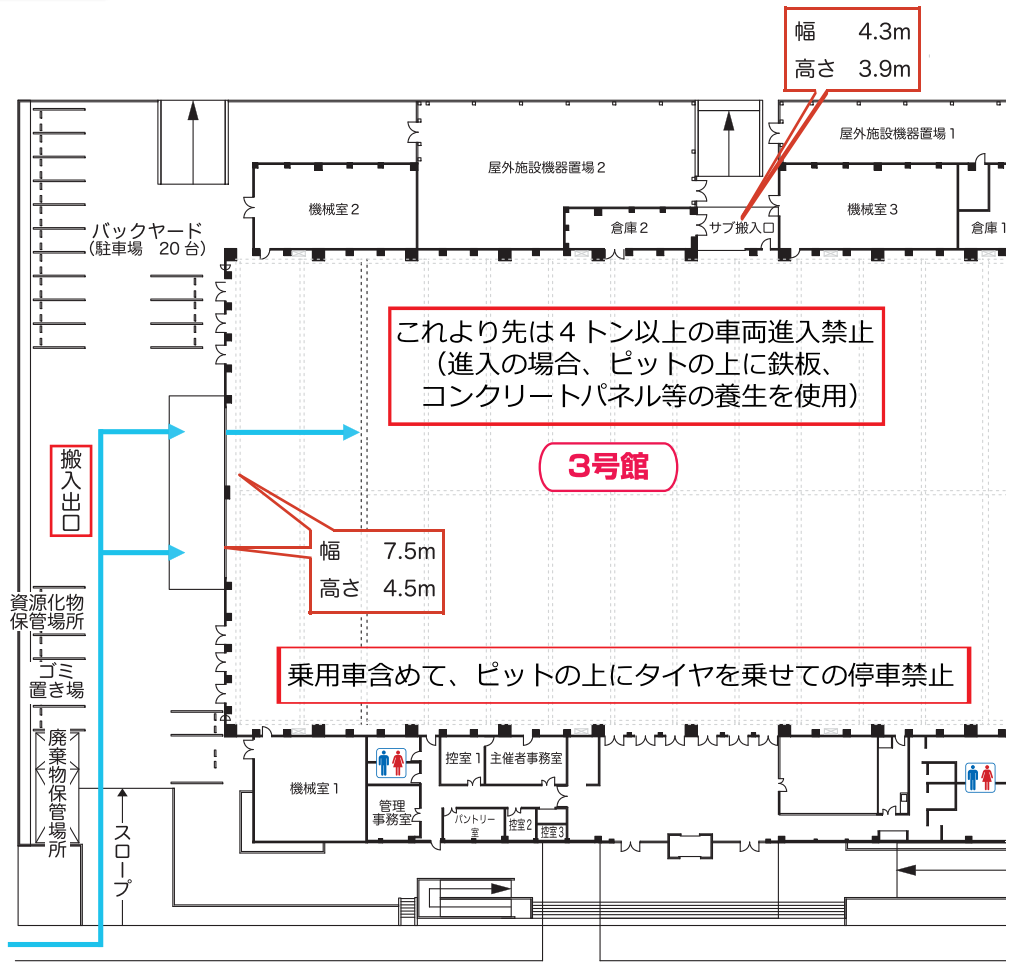 幅　4.3m
高さ　3.9m
屋外施設機器置場1
屋外施設機器置場2
機械室2
機械室3
倉庫2
サブ搬入口
倉庫1
バックヤード
（駐車場　20台）
これより先は4トン以上の車両進入禁止
（進入の場合、ピットの上に鉄板、
コンクリートパネル等の養生を使用）
3号館
搬入出口
幅　7.5m
高さ　4.5m
資源化物
保管場所
ゴミ
置き場
乗用車含めて、ピットの上にタイヤを乗せての停車禁止
廃棄物保管場所
スロープ
機械室1
管理
事務室
控室1
主催者事務室
パントリー
室
控室2
控室3